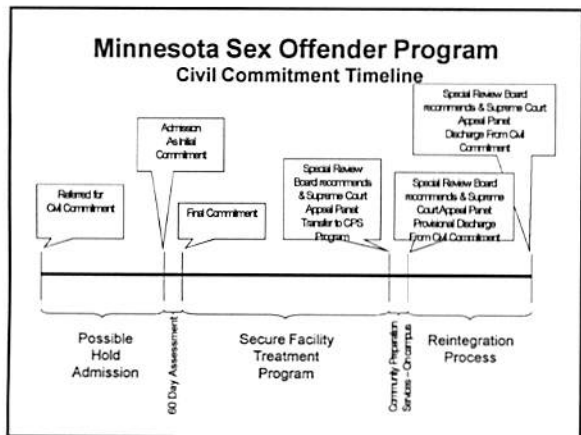 Minnesota Sex Offender Program
Civil Commitment Timeline
Special Review Board
recommends & Supreme Court
Appeal Panel
Discharge From Civil
Commitment
Admission
As Initial
Commitment
Special Review
Board recommends
& Supreme Court
Appeal Panel
Transfer to CPS
Program
Special Review Board
recommends & Supreme
Court Appeal Panel
Provisional Discharge
From Civil Commitment
Referred for
Civil Commitment
Final Commitment
Possible
Hold
Admission
60 Day Assessment
Secure Facility
Treatment
Program
Community Preparation
Services – On campus
Reintegration
Process